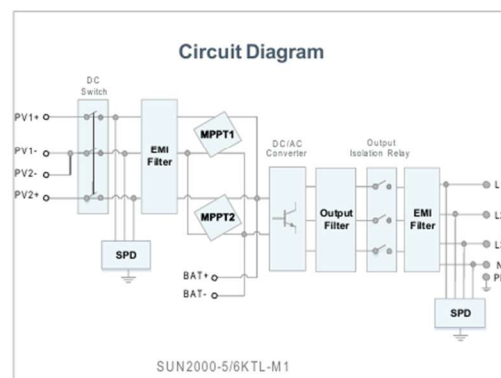 Circuit Diagram
DC
Switch
PV1+
PV1-
PV2-
PV2+
EMI
Filter
MPPT1
MPPT2
SPD
BAT+
BAT-
DC/AC
Converter
Output
Filter
Output
Isolation Relay
EMI
Filter
N
SPD
SUN2000-5/6KTL-M1